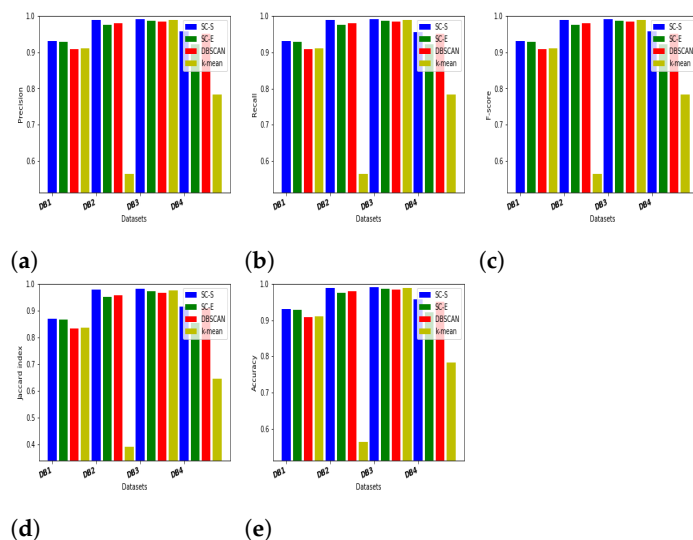 1.0
0.9
0.8
0.7
0.6
Precision
DB1 DB2 DB3 DB4
Datasets
SC-S
SC-E
DBSCAN
k-mean
(a)
1.0
0.9
0.8
0.7
0.6
Recall
DB1 DB2 DB3 DB4
Datasets
SC-S
SC-E
DBSCAN
k-mean
(b)
1.0
0.9
0.8
0.7
0.6
F-score
DB1 DB2 DB3 DB4
Datasets
SC-S
SC-E
DBSCAN
k-mean
(c)
1.0
0.9
0.8
0.7
0.6
0.5
0.4
Jaccard index
DB1 DB2 DB3 DB4
Datasets
SC-S
SC-E
DBSCAN
k-mean
(d)
1.0
0.9
0.8
0.7
0.6
Accuracy
DB1 DB2 DB3 DB4
Datasets
SC-S
SC-E
DBSCAN
k-mean
(e)